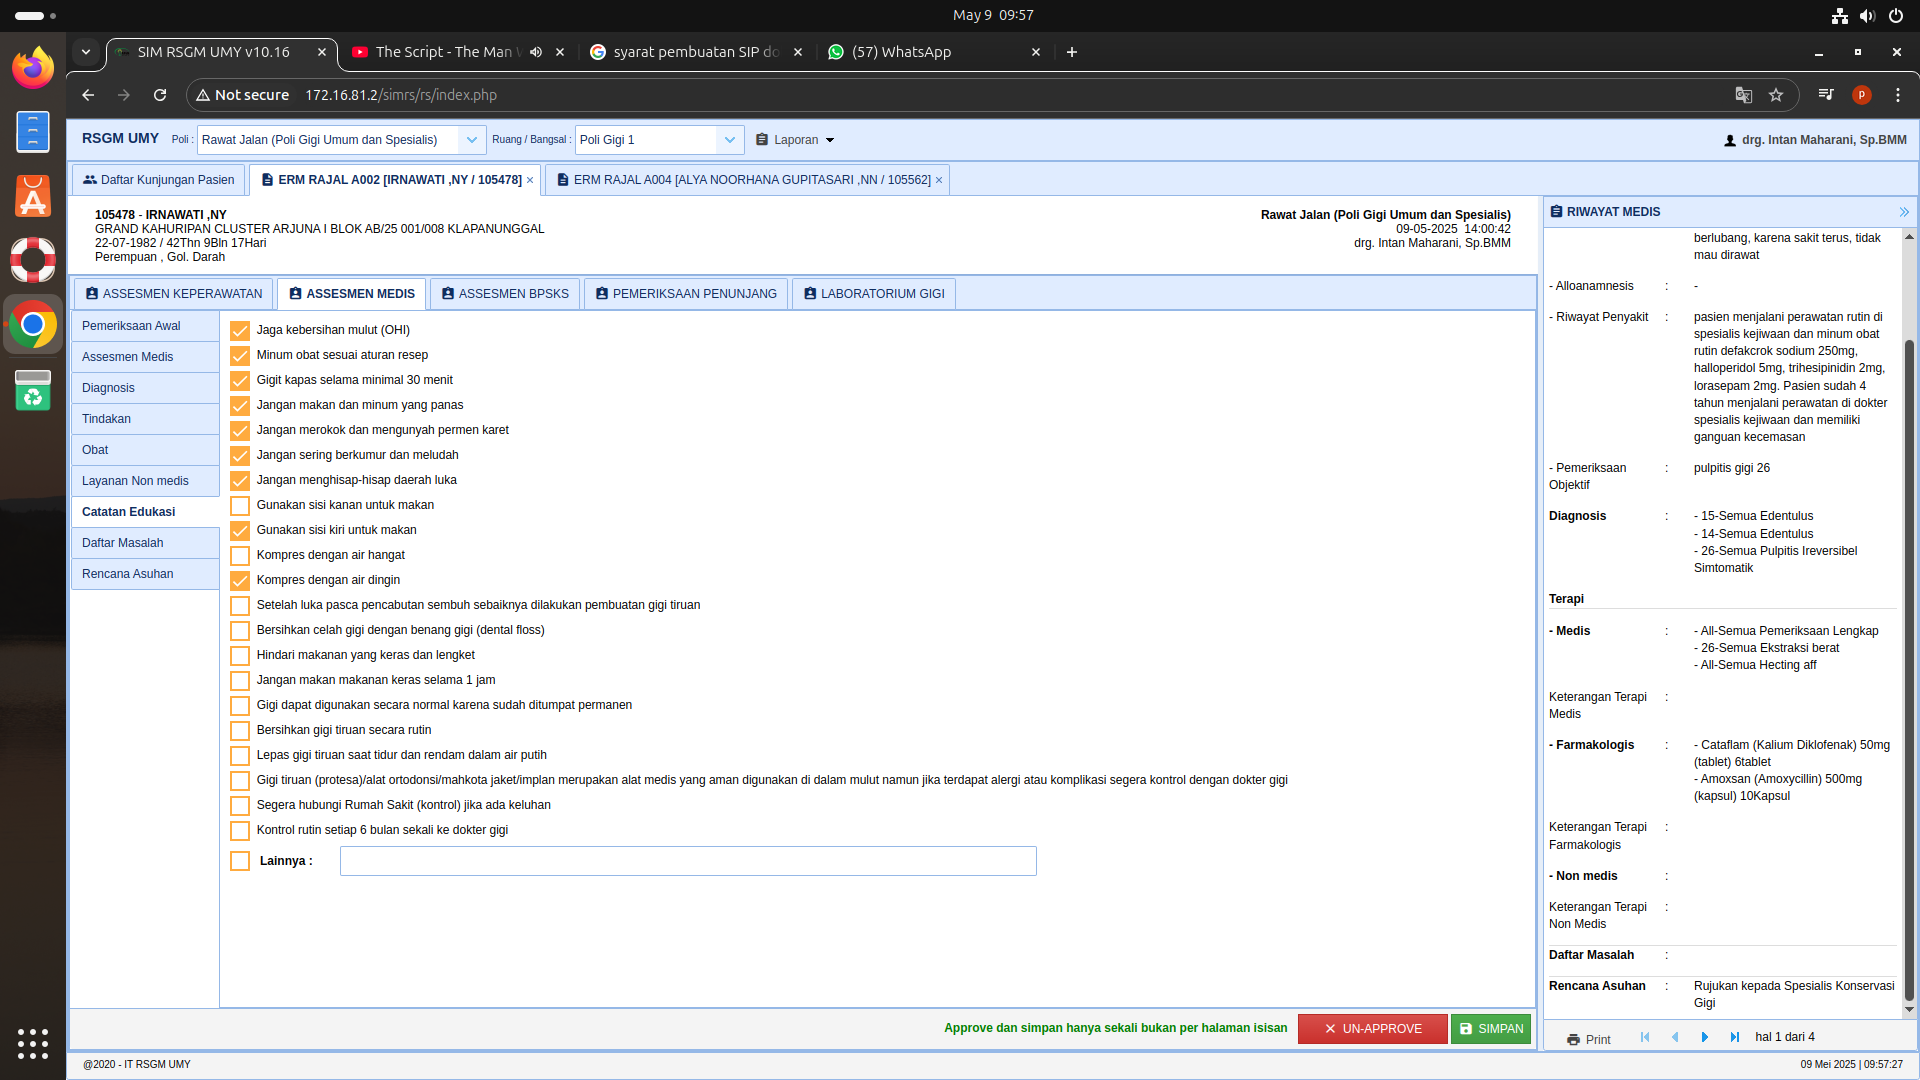 May 9 09:57
SIM RSGM UMY v10.16
The Script - The Man
syarat pembuatan SIP do
(57) WhatsApp
Not secure 172.16.81.2/simrs/rs/index.php
P
RSGM UMY
Poli : Rawat Jalan (Poli Gigi Umum dan Spesialis)
Ruang / Bangsal : Poli Gigi 1
Laporan
drg. Intan Maharani, Sp.BMM
Daftar Kunjungan Pasien
ERM RAJAL A002 [IRNAWATI ,NY / 105478] ×
ERM RAJAL A004 [ALYA NOORHANA GUPITASARI ,NN / 105562] ×
105478 - IRNAWATI ,NY
GRAND KAHURIPAN CLUSTER ARJUNA I BLOK AB/25 001/008 KLAPANUNGGAL
22-07-1982 / 42Thn 9Bln 17Hari
Perempuan , Gol. Darah
Rawat Jalan (Poli Gigi Umum dan Spesialis)
09-05-2025 14:00:42
drg. Intan Maharani, Sp.BMM
ASSESMEN KEPERAWATAN
ASSESMEN MEDIS
ASSESMEN BPSKS
PEMERIKSAAN PENUNJANG
LABORATORIUM GIGI
Pemeriksaan Awal
Assesmen Medis
Diagnosis
Tindakan
Obat
Layanan Non medis
Catatan Edukasi
Daftar Masalah
Rencana Asuhan
Jaga kebersihan mulut (OHI)
Minum obat sesuai aturan resep
Gigit kapas selama minimal 30 menit
Jangan makan dan minum yang panas
Jangan merokok dan mengunyah permen karet
Jangan sering berkumur dan meludah
Jangan menghisap-hisap daerah luka
Gunakan sisi kanan untuk makan
Gunakan sisi kiri untuk makan
Kompres dengan air hangat
Kompres dengan air dingin
Setelah luka pasca pencabutan sembuh sebaiknya dilakukan pembuatan gigi tiruan
Bersihkan celah gigi dengan benang gigi (dental floss)
Hindari makanan yang keras dan lengket
Jangan makan makanan keras selama 1 jam
Gigi dapat digunakan secara normal karena sudah ditumpat permanen
Bersihkan gigi tiruan secara rutin
Lepas gigi tiruan saat tidur dan rendam dalam air putih
Gigi tiruan (protesa)/alat ortodonsi/mahkota jaket/implan merupakan alat medis yang aman digunakan di dalam mulut namun jika terdapat alergi atau komplikasi segera kontrol dengan dokter gigi
Segera hubungi Rumah Sakit (kontrol) jika ada keluhan
Kontrol rutin setiap 6 bulan sekali ke dokter gigi
Lainnya :
Approve dan simpan hanya sekali bukan per halaman isisan
UN-APPROVE
SIMPAN
RIWAYAT MEDIS
berlubang, karena sakit terus, tidak
mau dirawat
- Alloanamnesis : -
- Riwayat Penyakit : pasien menjalani perawatan rutin di
spesialis kejiwaan dan minum obat
rutin defakcrok sodium 250mg,
halloperidol 5mg, trihesipinidin 2mg,
lorasepam 2mg. Pasien sudah 4
tahun menjalani perawatan di dokter
spesialis kejiwaan dan memiliki
ganguan kecemasan
- Pemeriksaan Objektif : pulpitis gigi 26
Diagnosis : - 15-Semua Edentulus
- 14-Semua Edentulus
- 26-Semua Pulpitis Ireversibel
Simtomatik
Terapi
- Medis : - All-Semua Pemeriksaan Lengkap
- 26-Semua Ekstraksi berat
- All-Semua Hecting aff
Keterangan Terapi Medis :
- Farmakologis : - Cataflam (Kalium Diklofenak) 50mg
(tablet) 6tablet
- Amoxsan (Amoxycillin) 500mg
(kapsul) 10Kapsul
Keterangan Terapi Farmakologis :
- Non medis :
Keterangan Terapi Non Medis :
Daftar Masalah :
Rencana Asuhan : Rujukan kepada Spesialis Konservasi
Gigi
Print
hal 1 dari 4
@2020 - IT RSGM UMY
09 Mei 2025 | 09:57:27